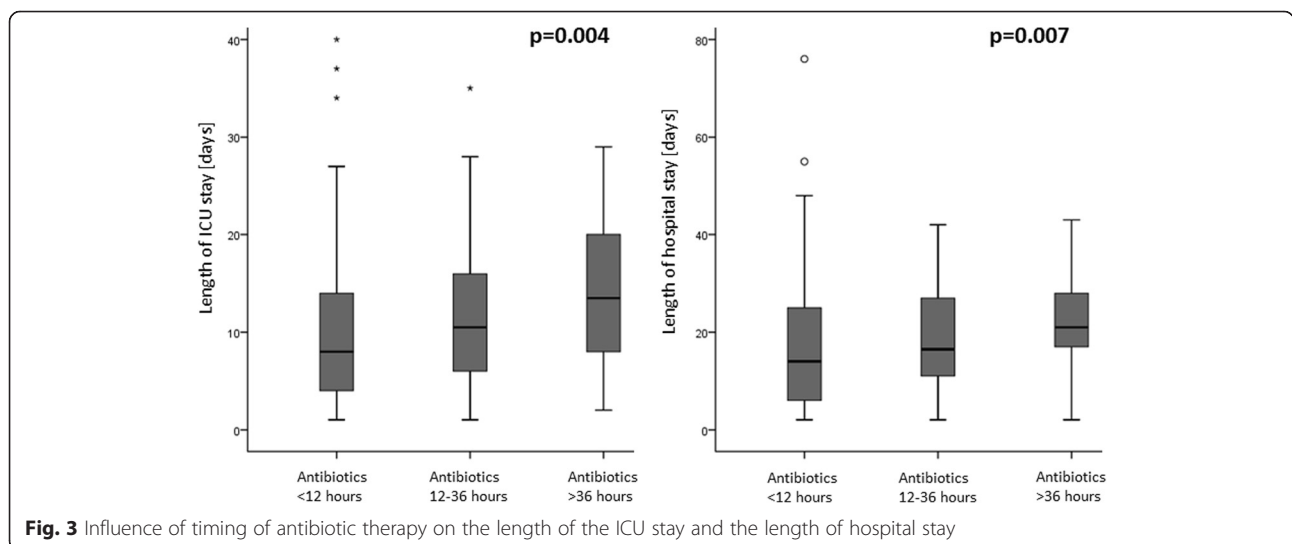 p=0.004
Length of ICU stay [days]
40
30
20
10
0
Antibiotics <12 hours
Antibiotics 12-36 hours
Antibiotics >36 hours
p=0.007
Length of hospital stay [days]
80
60
40
20
0
Antibiotics <12 hours
Antibiotics 12-36 hours
Antibiotics >36 hours
Fig. 3 Influence of timing of antibiotic therapy on the length of the ICU stay and the length of hospital stay